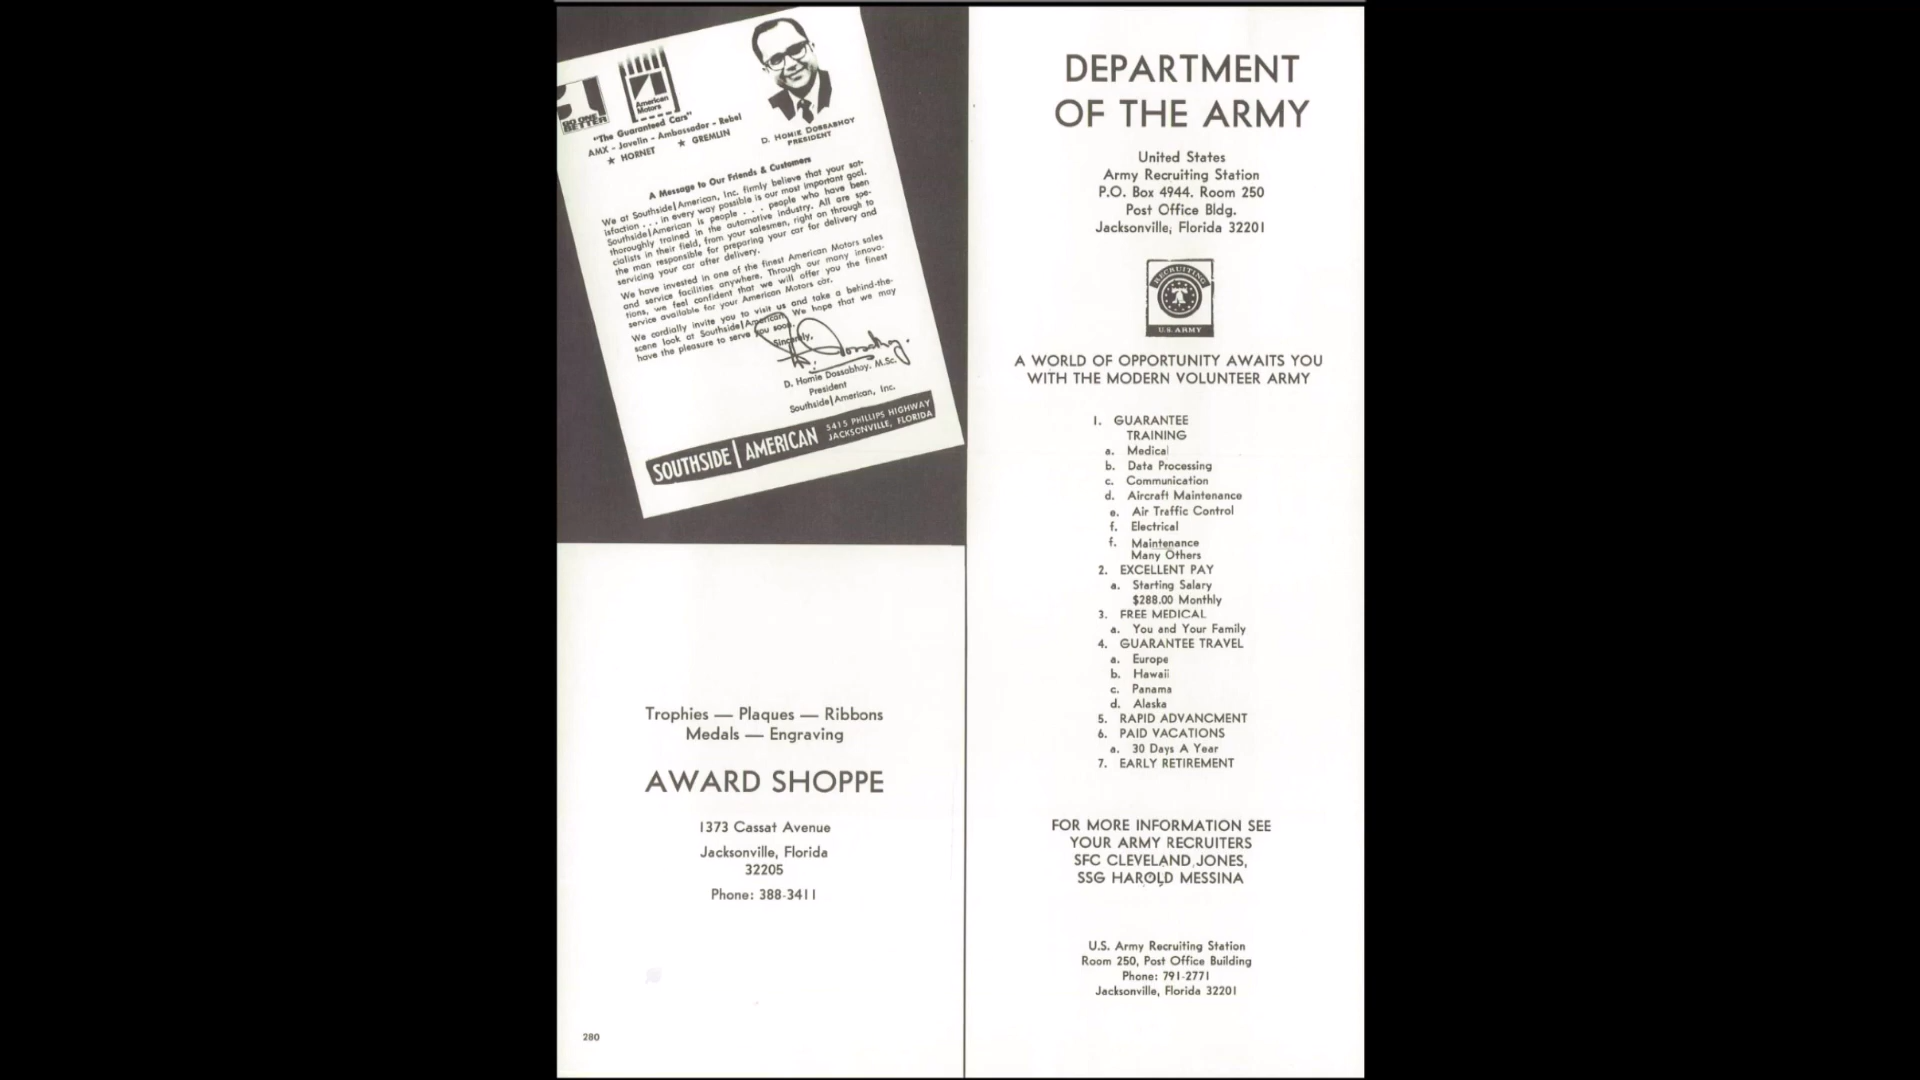 GO ONE
BETTER
American
Motors
"The Guaranteed Cars"
AMX - Javelin - Ambassador - Rebel
★ HORNET ★ GREMLIN
D. HOMIE DOSSABHOY
PRESIDENT
A Message to Our Friends & Customers
We at Southside|American, Inc. firmly believe that your sat-
isfaction . . . in every way possible is our most important goal.
Southside|American is people . . . people who have been
thoroughly trained in the automotive industry. All are spe-
cialists in their field, from your salesmen, right on through to
the man responsible for preparing your car for delivery and
servicing your car after delivery.
We have invested in one of the finest American Motors sales
and service facilities anywhere. Through our many innova-
tions, we feel confident that we will offer you the finest
service available for your American Motors car.
We cordially invite you to visit us and take a behind-the-
scene look at Southside|American. We hope that we may
have the pleasure to serve you soon.
Sincerely,
D. Homie Dossabhoy, M.Sc.
President
Southside|American, Inc.
SOUTHSIDE|AMERICAN
5415 PHILLIPS HIGHWAY
JACKSONVILLE, FLORIDA
Trophies — Plaques — Ribbons
Medals — Engraving
AWARD SHOPPE
1373 Cassat Avenue
Jacksonville, Florida
32205
Phone: 388-3411
280
DEPARTMENT
OF THE ARMY
United States
Army Recruiting Station
P.O. Box 4944. Room 250
Post Office Bldg.
Jacksonville, Florida 32201
RECRUITING
U.S. ARMY
A WORLD OF OPPORTUNITY AWAITS YOU
WITH THE MODERN VOLUNTEER ARMY
1. GUARANTEE
TRAINING
a. Medical
b. Data Processing
c. Communication
d. Aircraft Maintenance
e. Air Traffic Control
f. Electrical
f. Maintenance
Many Others
2. EXCELLENT PAY
a. Starting Salary
$288.00 Monthly
3. FREE MEDICAL
a. You and Your Family
4. GUARANTEE TRAVEL
a. Europe
b. Hawaii
c. Panama
d. Alaska
5. RAPID ADVANCMENT
6. PAID VACATIONS
a. 30 Days A Year
7. EARLY RETIREMENT
FOR MORE INFORMATION SEE
YOUR ARMY RECRUITERS
SFC CLEVELAND JONES,
SSG HAROLD MESSINA
U.S. Army Recruiting Station
Room 250, Post Office Building
Phone: 791-2771
Jacksonville, Florida 32201